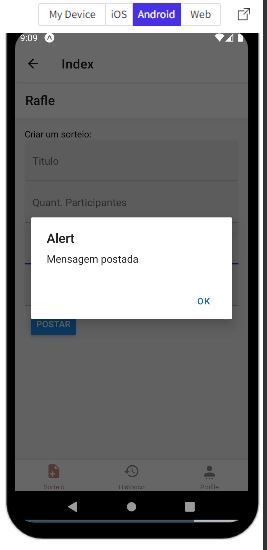 My Device iOS Android Web
9:09
Index
Rafle
Criar um sorteio:
Titulo
Quant. Participantes
Alert
Mensagem postada
OK
POSTAR
Sorteio Historico Profile